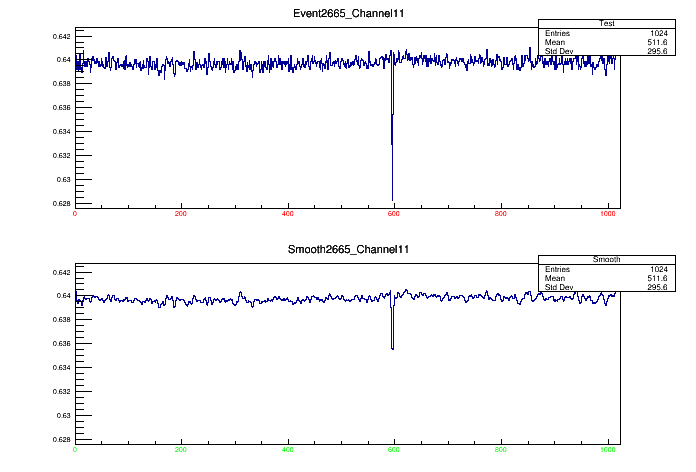 Event2665_Channel11
Test
Entries 1024
Mean 511.6
Std Dev 295.6
0.642
0.64
0.638
0.636
0.634
0.632
0.63
0.628
0 200 400 600 800 1000
Smooth2665_Channel11
Smooth
Entries 1024
Mean 511.6
Std Dev 295.6
0.642
0.64
0.638
0.636
0.634
0.632
0.63
0.628
0 200 400 600 800 1000